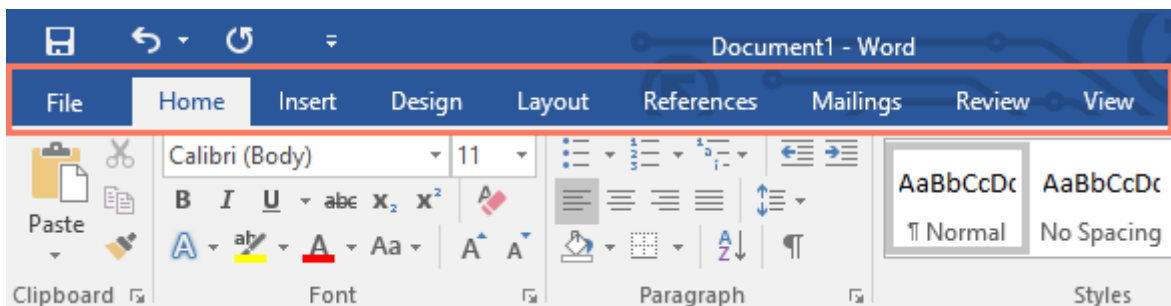 Document1 - Word
File Home Insert Design Layout References Mailings Review View
Calibri (Body) 11
B I U abc x₂ x² A
Paste
A ab A Aa A A A Z ¶
AaBbCcDc AaBbCcDc
¶ Normal No Spacing
Clipboard Font Paragraph Styles